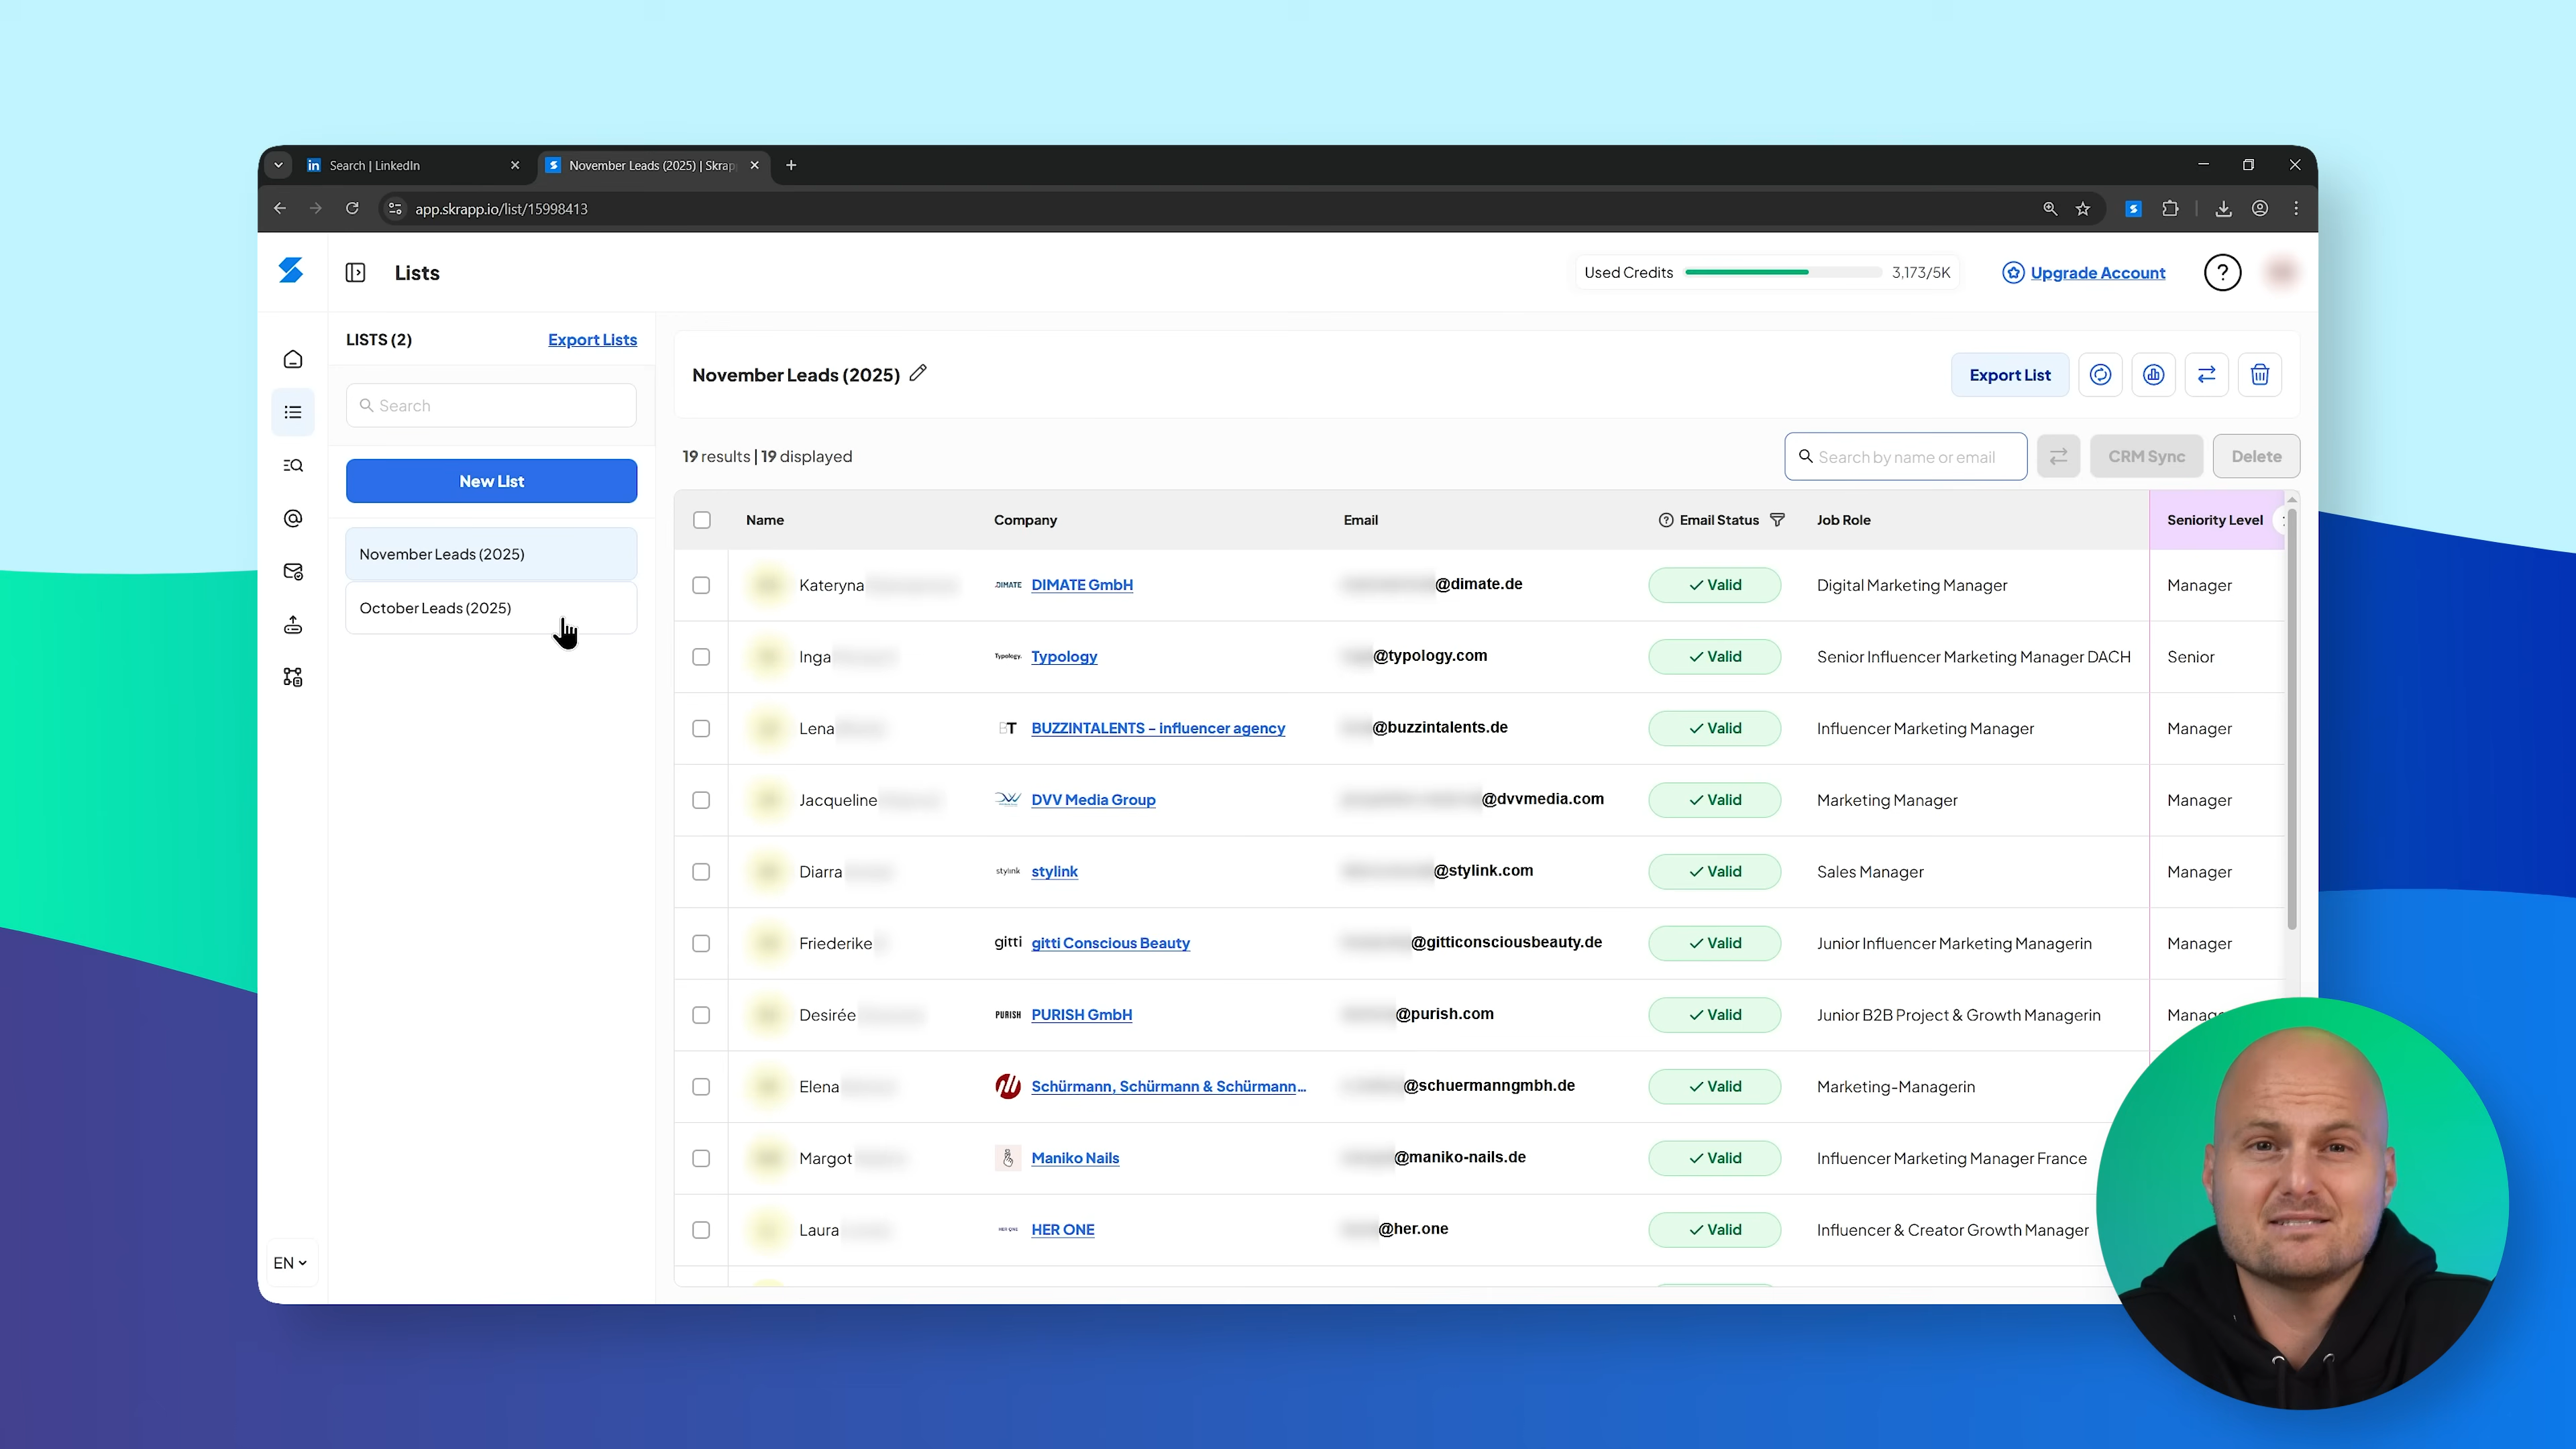 Search | LinkedIn
November Leads (2025) | Skrap
app.skrapp.io/list/15998413
Lists
Used Credits 3,173/5K
Upgrade Account
?
LISTS (2) Export Lists
Search
New List
November Leads (2025)
October Leads (2025)
EN
November Leads (2025)
Export List
19 results | 19 displayed
Search by name or email
CRM Sync
Delete
Name Company Email Email Status Job Role Seniority Level
Kateryna DIMATE DIMATE GmbH @dimate.de Valid Digital Marketing Manager Manager
Inga Typology. Typology @typology.com Valid Senior Influencer Marketing Manager DACH Senior
Lena BT BUZZINTALENTS – influencer agency @buzzintalents.de Valid Influencer Marketing Manager Manager
Jacqueline DVV Media Group @dvvmedia.com Valid Marketing Manager Manager
Diarra stylink stylink @stylink.com Valid Sales Manager Manager
Friederike gitti gitti Conscious Beauty @gitticonsciousbeauty.de Valid Junior Influencer Marketing Managerin Manager
Desirée PURISH PURISH GmbH @purish.com Valid Junior B2B Project & Growth Managerin Manag
Elena Schürmann, Schürmann & Schürmann... @schuermanngmbh.de Valid Marketing-Managerin
Margot Maniko Nails @maniko-nails.de Valid Influencer Marketing Manager France
Laura HER ONE HER ONE @her.one Valid Influencer & Creator Growth Manager